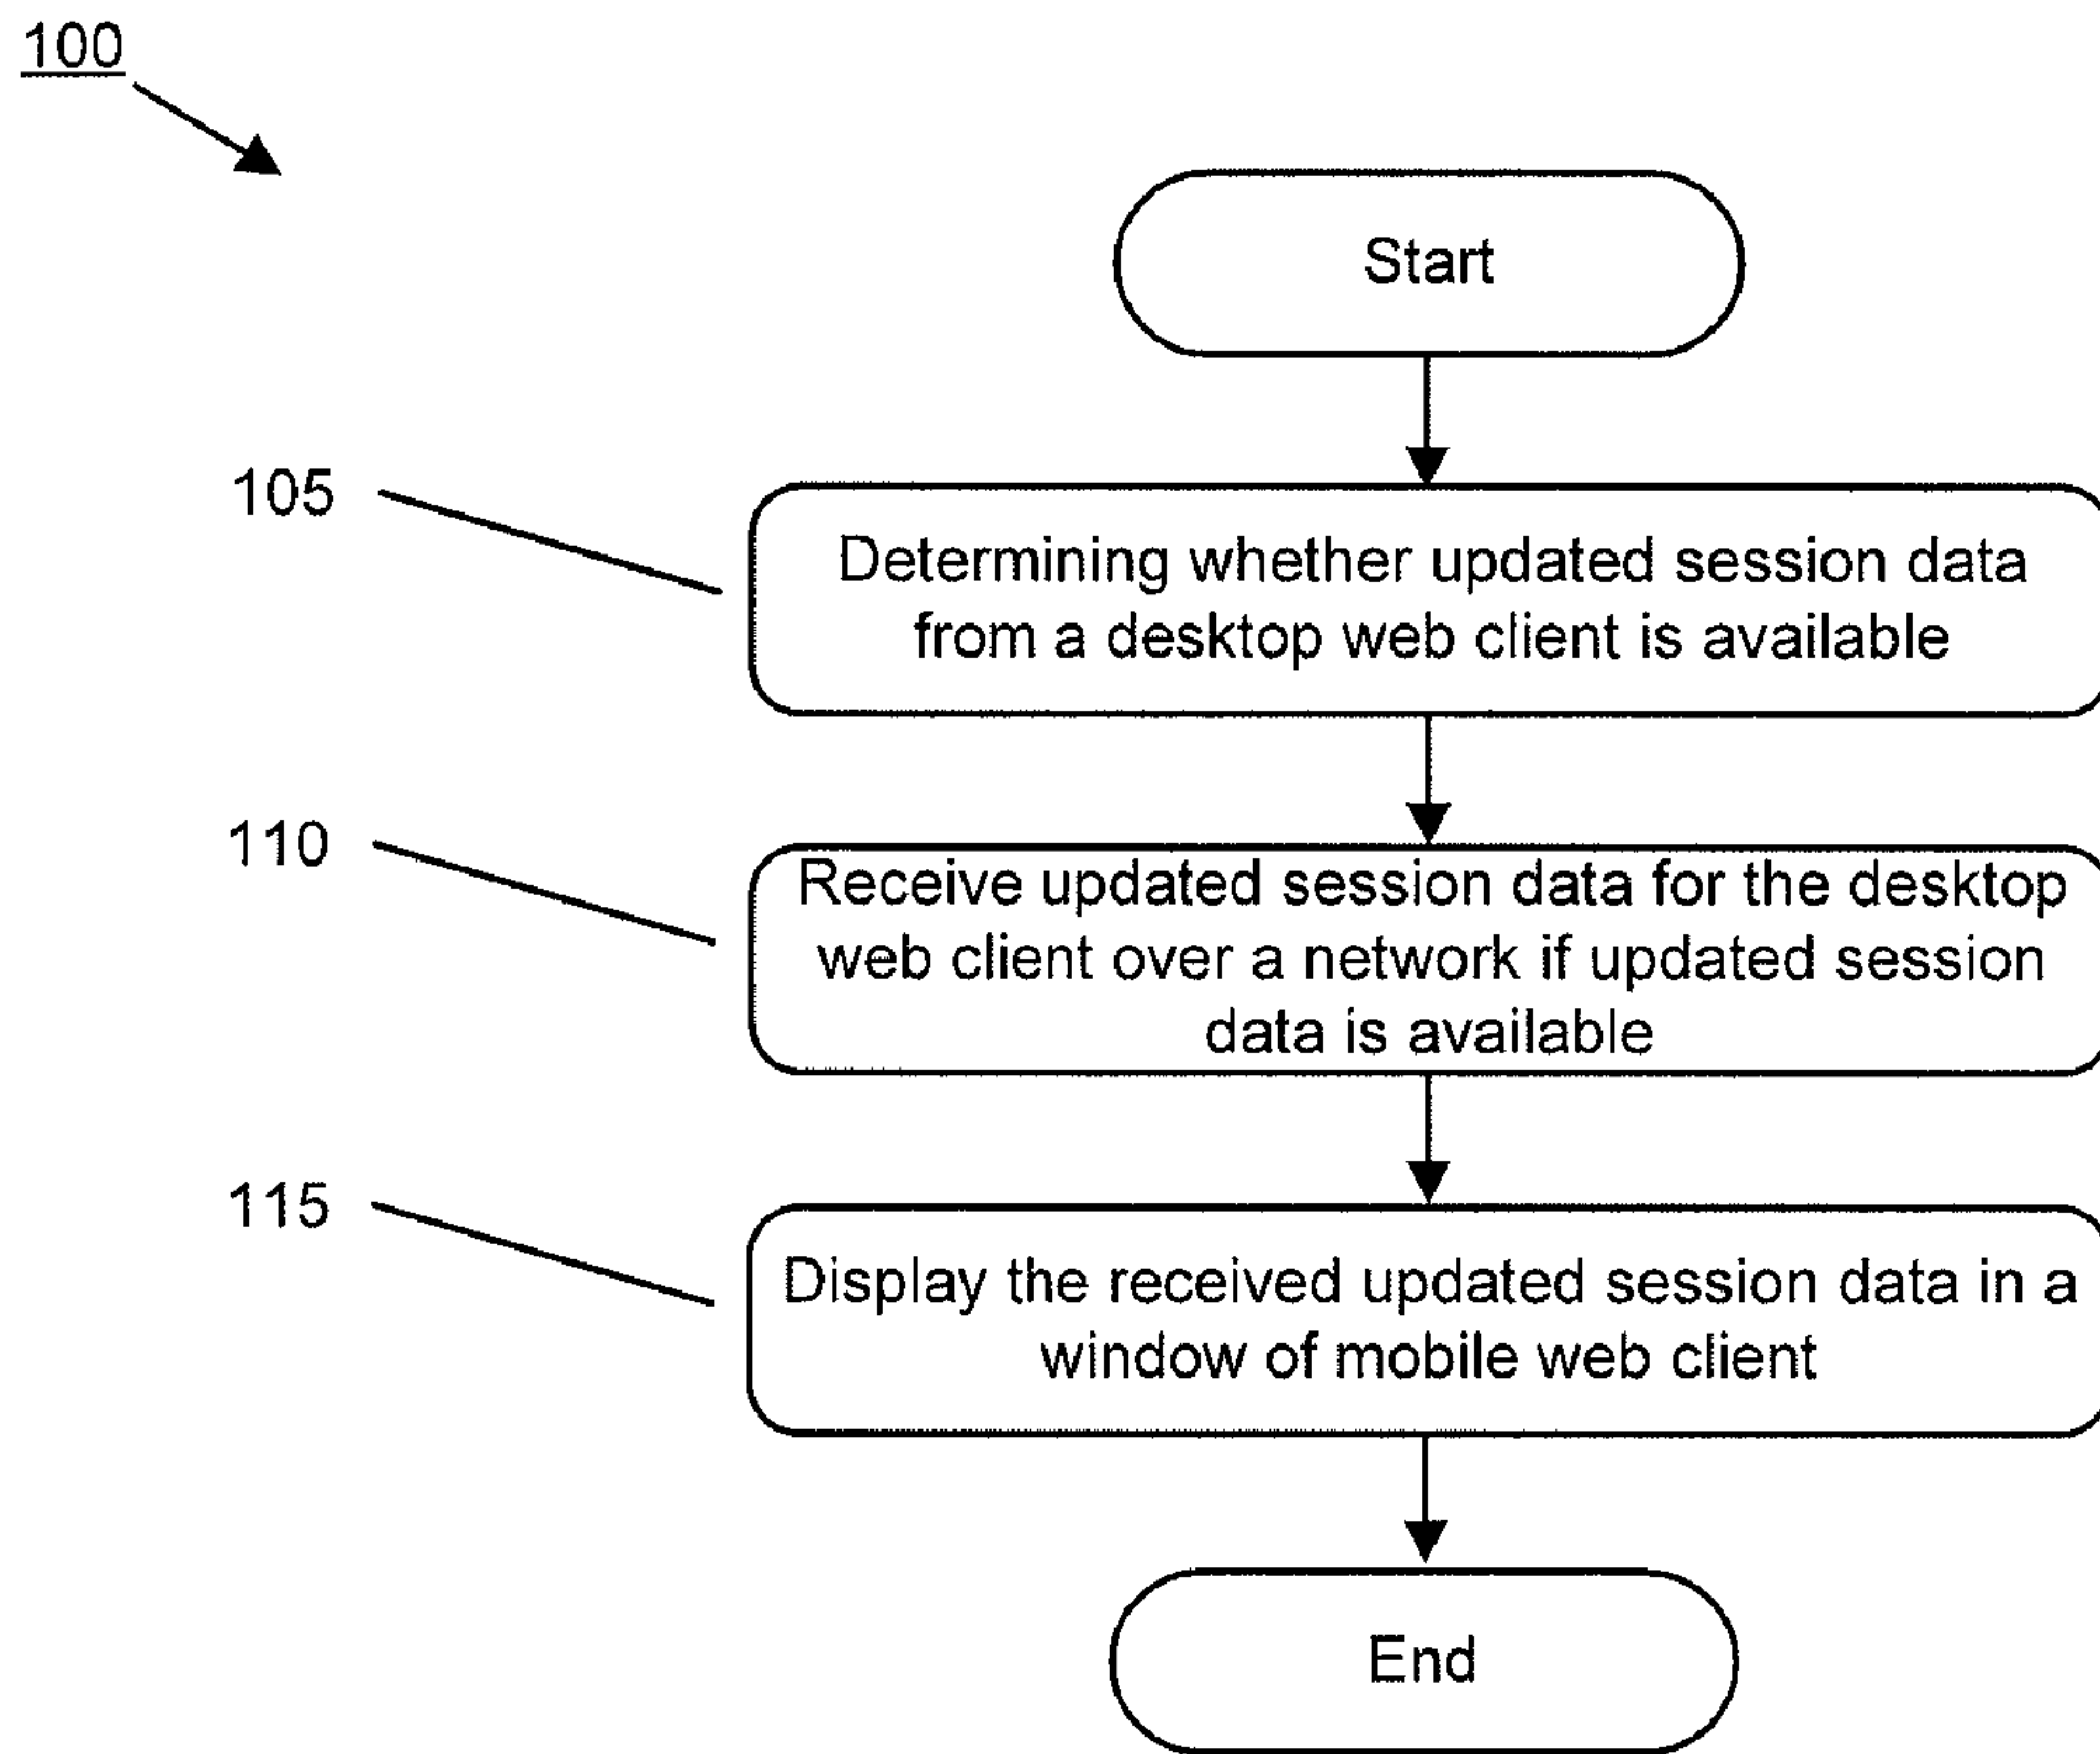 100
Start
105
Determining whether updated session data
from a desktop web client is available
110
Receive updated session data for the desktop
web client over a network if updated session
data is available
115
Display the received updated session data in a
window of mobile web client
End